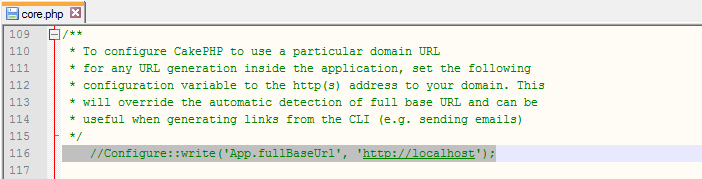 core.php
109 /**
110 * To configure CakePHP to use a particular domain URL
111 * for any URL generation inside the application, set the following
112 * configuration variable to the http(s) address to your domain. This
113 * will override the automatic detection of full base URL and can be
114 * useful when generating links from the CLI (e.g. sending emails)
115 */
116 //Configure::write('App.fullBaseUrl', 'http://localhost');
117